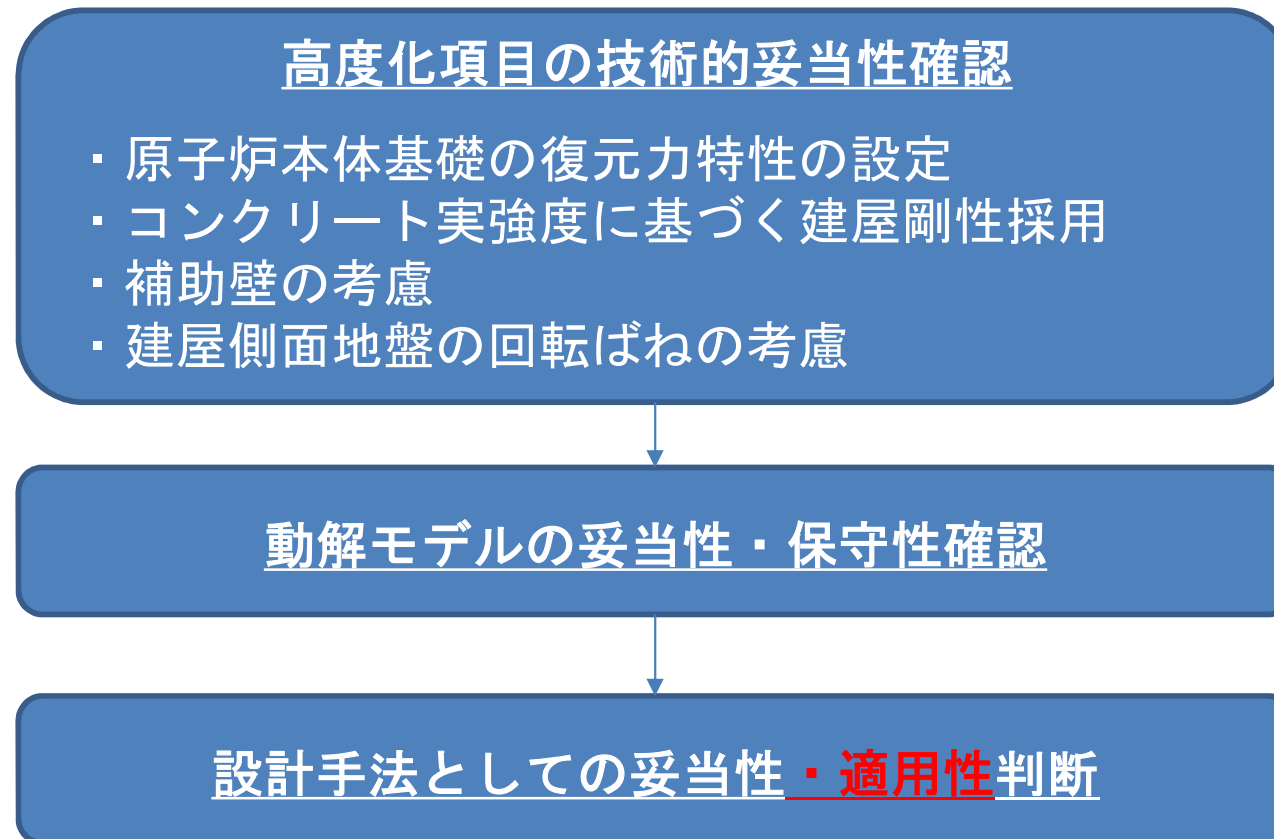 高度化項目の技術的妥当性確認
・原子炉本体基礎の復元力特性の設定
・コンクリート実強度に基づく建屋剛性採用
・補助壁の考慮
・建屋側面地盤の回転ばねの考慮
動解モデルの妥当性・保守性確認
設計手法としての妥当性・適用性判断